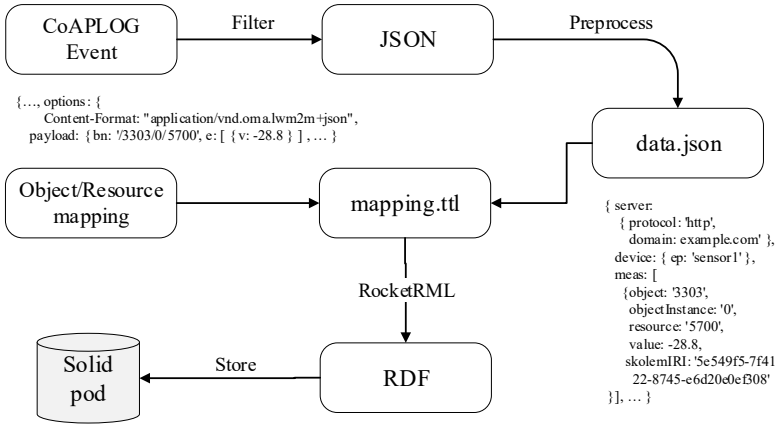 CoAPLOG
Event
Filter
JSON
Preprocess
{…, options: {
Content-Format: "application/vnd.oma.lwm2m+json",
payload: {bn: '/3303/0/5700', e: [ {v: -28.8 } ] , … }
data.json
Object/Resource
mapping
mapping.ttl
{ server:
{ protocol: 'http',
domain: example.com' },
device: { ep: 'sensor1' },
meas: [
{object: '3303',
objectInstance: '0',
resource: '5700',
value: -28.8,
skolemIRI: '5e549f5-7f41
22-8745-e6d20e0ef308'
}], … }
RocketRML
Solid
pod
Store
RDF